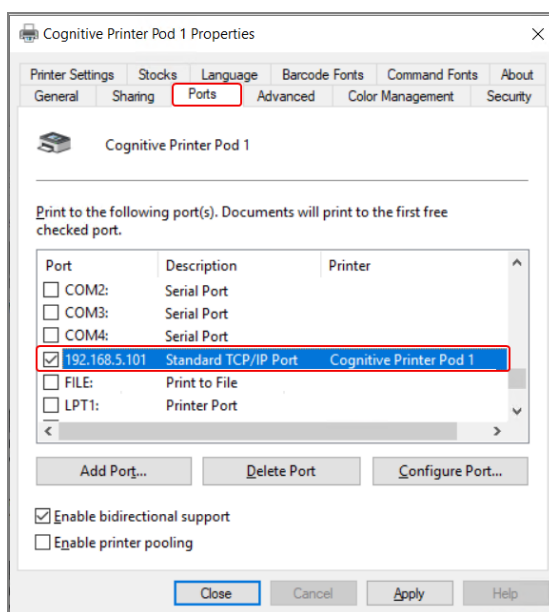 Cognitive Printer Pod 1 Properties
Printer Settings Stocks Language Barcode Fonts Command Fonts About
General Sharing Ports Advanced Color Management Security
Cognitive Printer Pod 1
Print to the following port(s). Documents will print to the first free
checked port.
Port Description Printer
COM2: Serial Port
COM3: Serial Port
COM4: Serial Port
192.168.5.101 Standard TCP/IP Port Cognitive Printer Pod 1
FILE: Print to File
LPT1: Printer Port
Add Port... Delete Port Configure Port...
Enable bidirectional support
Enable printer pooling
Close Cancel Apply Help